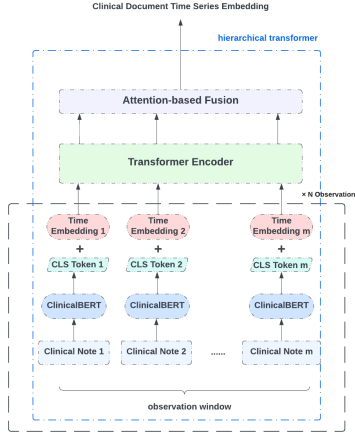 Clinical Document Time Series Embedding
hierarchical transformer
Attention-based Fusion
Transformer Encoder
× N Observation
Time Embedding 1
Time Embedding 2
Time Embedding m
+ + +
CLS Token 1
CLS Token 2
CLS Token m
ClinicalBERT
ClinicalBERT
ClinicalBERT
Clinical Note 1
Clinical Note 2
......
Clinical Note m
observation window